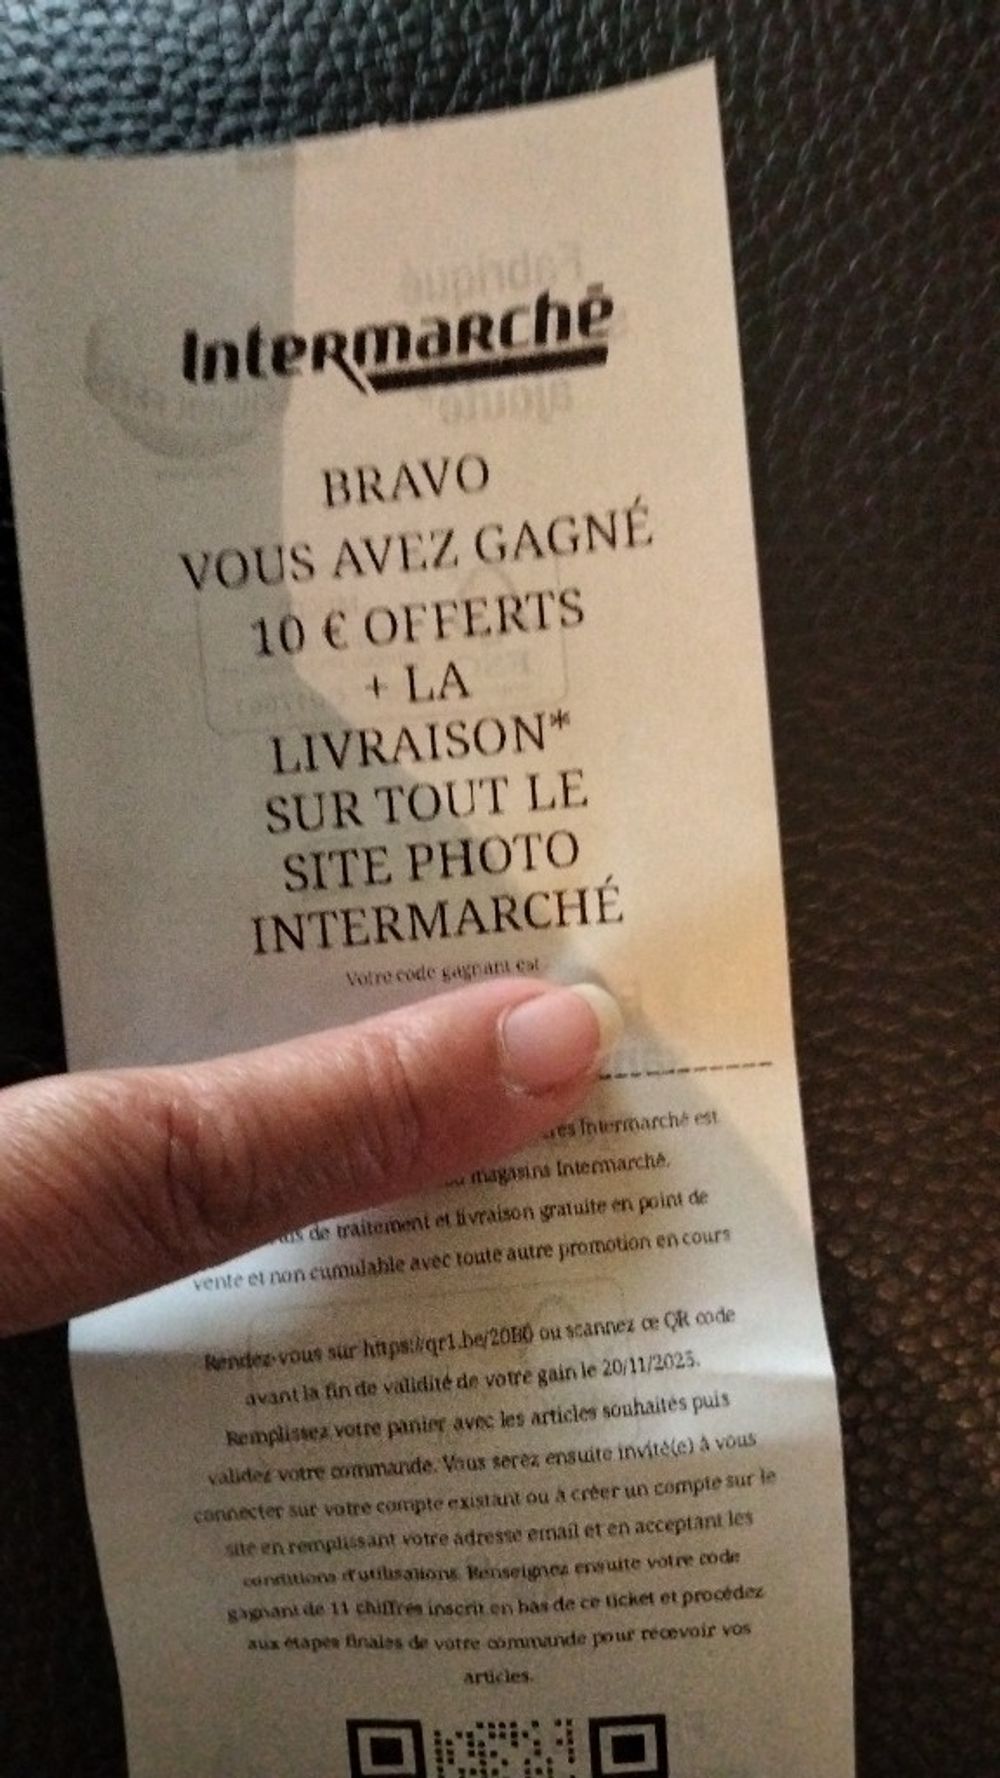 Fabriqué
Intermarché
ajouté*
BRAVO
VOUS AVEZ GAGNÉ
10 € OFFERTS
+ LA
LIVRAISON*
SUR TOUT LE
SITE PHOTO
INTERMARCHÉ
Votre code gagnant est
Intermarché est
magasins Intermarché.
de traitement et livraison gratuite en point de
vente et non cumulable avec toute autre promotion en cours
Rendez-vous sur https://qr1.be/20B0 ou scannez ce QR code
avant la fin de validité de votre gain le 20/11/2025.
Remplissez votre panier avec les articles souhaités puis
validez votre commande. Vous serez ensuite invité(e) à vous
connecter sur votre compte existant ou à créer un compte sur le
site en remplissant votre adresse email et en acceptant les
conditions d'utilisations. Renseignez ensuite votre code
gagnant de 11 chiffres inscrit en bas de ce ticket et procédez
aux étapes finales de votre commande pour recevoir vos
articles.